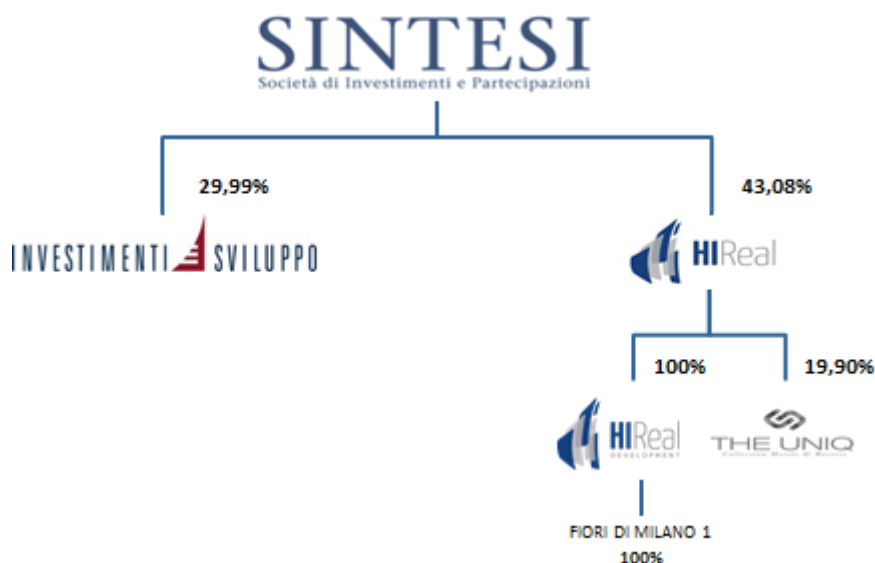 SINTESI
Società di Investimenti e Partecipazioni
29,99%
43,08%
INVESTIMENTI SVILUPPO
HIReal
100%
19,90%
HIReal
DEVELOPMENT
THE UNIQ
FIORI DI MILANO 1
100%